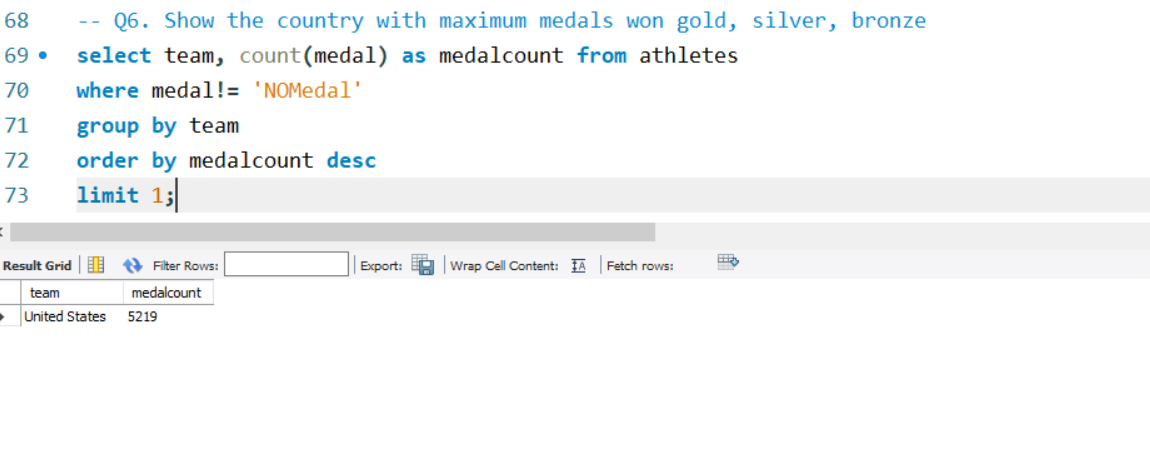 68 -- Q6. Show the country with maximum medals won gold, silver, bronze
69 select team, count(medal) as medalcount from athletes
70 where medal!= 'NOMedal'
71 group by team
72 order by medalcount desc
73 limit 1;
Result Grid Filter Rows: Export: Wrap Cell Content: IA Fetch rows:
team medalcount
United States 5219